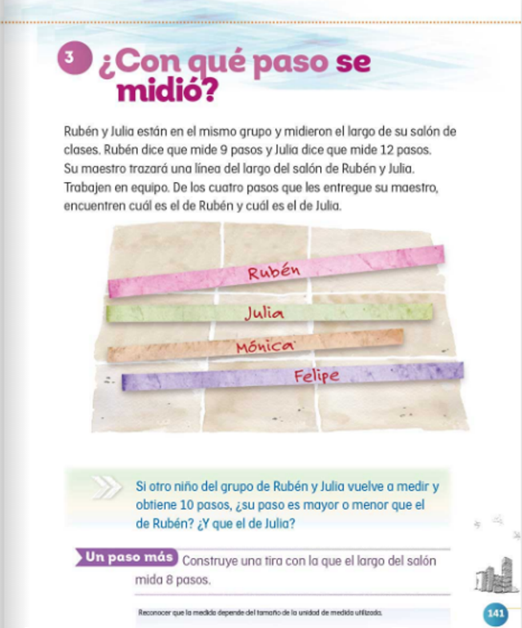 3 ¿Con qué paso se
midió?
Rubén y Julia están en el mismo grupo y midieron el largo de su salón de
clases. Rubén dice que mide 9 pasos y Julia dice que mide 12 pasos.
Su maestro trazará una línea del largo del salón de Rubén y Julia.
Trabajen en equipo. De los cuatro pasos que les entregue su maestro,
encuentren cuál es el de Rubén y cuál es el de Julia.
Rubén
Julia
Mónica
Felipe
Si otro niño del grupo de Rubén y Julia vuelve a medir y
obtiene 10 pasos, ¿su paso es mayor o menor que el
de Rubén? ¿Y que el de Julia?
Un paso más Construye una tira con la que el largo del salón
mida 8 pasos.
Reconocer que la medida depende del tamaño de la unidad de medida utilizada.
141